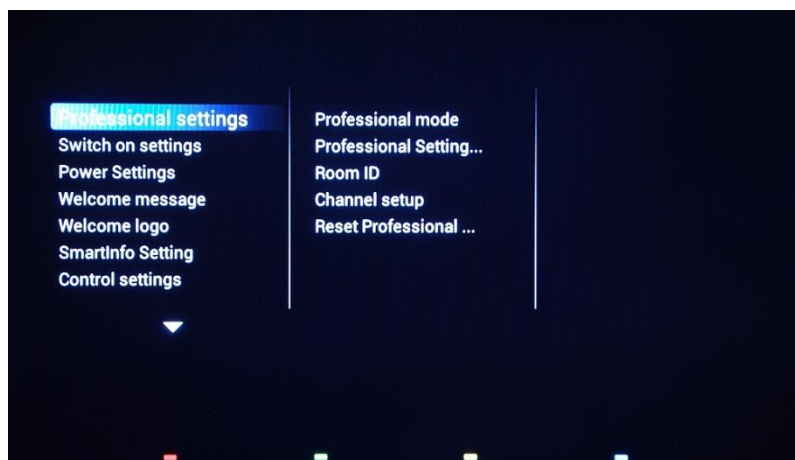 Professional settings
Switch on settings
Power Settings
Welcome message
Welcome logo
SmartInfo Setting
Control settings
Professional mode
Professional Setting...
Room ID
Channel setup
Reset Professional ...